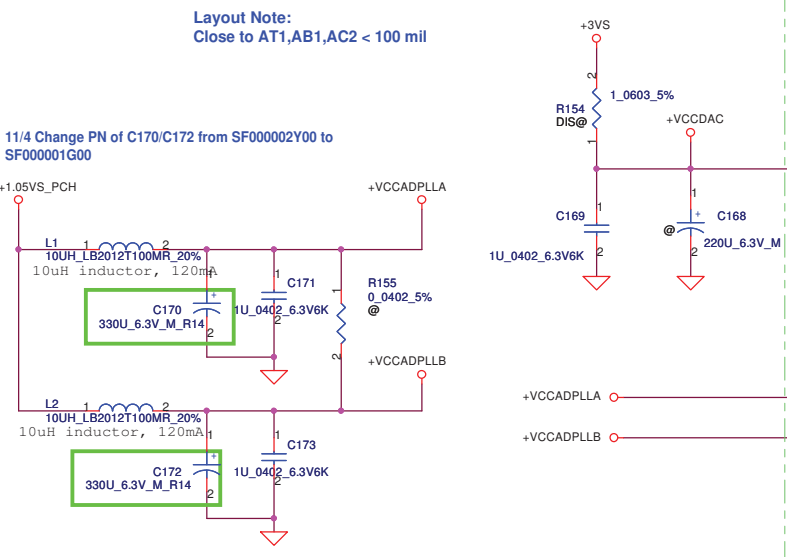 Layout Note:
Close to AT1,AB1,AC2 < 100 mil
+3VS
2
1_0603_5%
R154
DIS@
1
+VCCDAC
11/4 Change PN of C170/C172 from SF000002Y00 to
SF000001G00
+1.05VS_PCH
+VCCADPLLA
1
C169
1U_0402_6.3V6K
2
1
+
C168
@
220U_6.3V_M
2
L1
1
2
10UH_LB2012T100MR_20%
10uH inductor, 120mA
1
+
C170
330U_6.3V_M_R14
2
1
C171
1U_0402_6.3V6K
2
1
R155
0_0402_5%
@
2
+VCCADPLLB
L2
1
2
10UH_LB2012T100MR_20%
10uH inductor, 120mA
1
+
C172
330U_6.3V_M_R14
2
1
C173
1U_0402_6.3V6K
2
+VCCADPLLA
+VCCADPLLB